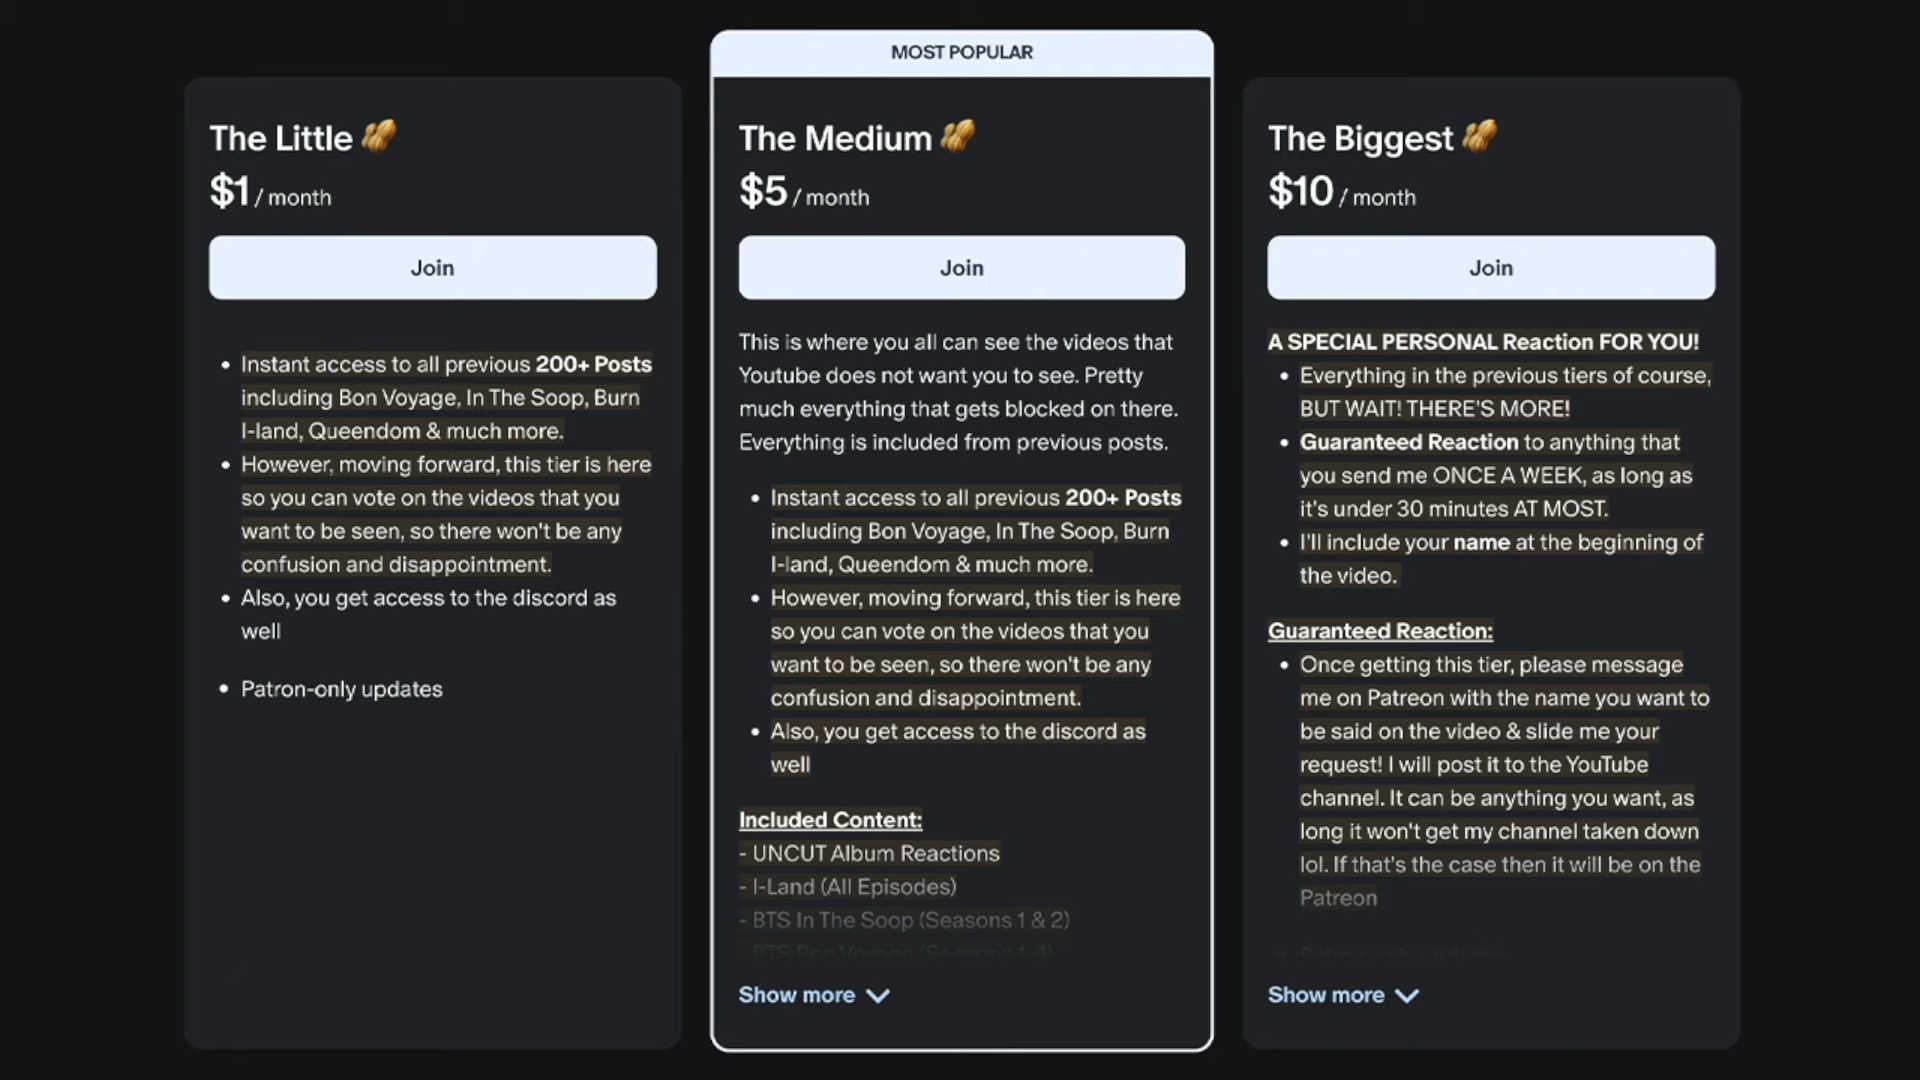 MOST POPULAR
The Little 🥜
$1 / month
Join
• Instant access to all previous 200+ Posts
including Bon Voyage, In The Soop, Burn
I-land, Queendom & much more.
• However, moving forward, this tier is here
so you can vote on the videos that you
want to be seen, so there won't be any
confusion and disappointment.
• Also, you get access to the discord as
well
• Patron-only updates
The Medium 🥜
$5 / month
Join
This is where you all can see the videos that
Youtube does not want you to see. Pretty
much everything that gets blocked on there.
Everything is included from previous posts.
• Instant access to all previous 200+ Posts
including Bon Voyage, In The Soop, Burn
I-land, Queendom & much more.
• However, moving forward, this tier is here
so you can vote on the videos that you
want to be seen, so there won't be any
confusion and disappointment.
• Also, you get access to the discord as
well
Included Content:
- UNCUT Album Reactions
- I-Land (All Episodes)
- BTS In The Soop (Seasons 1 & 2)
- BTS Bon Voyage (Seasons 1-4)
Show more
The Biggest 🥜
$10 / month
Join
A SPECIAL PERSONAL Reaction FOR YOU!
• Everything in the previous tiers of course,
BUT WAIT! THERE'S MORE!
• Guaranteed Reaction to anything that
you send me ONCE A WEEK, as long as
it's under 30 minutes AT MOST.
• I'll include your name at the beginning of
the video.
Guaranteed Reaction:
• Once getting this tier, please message
me on Patreon with the name you want to
be said on the video & slide me your
request! I will post it to the YouTube
channel. It can be anything you want, as
long it won't get my channel taken down
lol. If that's the case then it will be on the
Patreon
• Patron-only updates
Show more